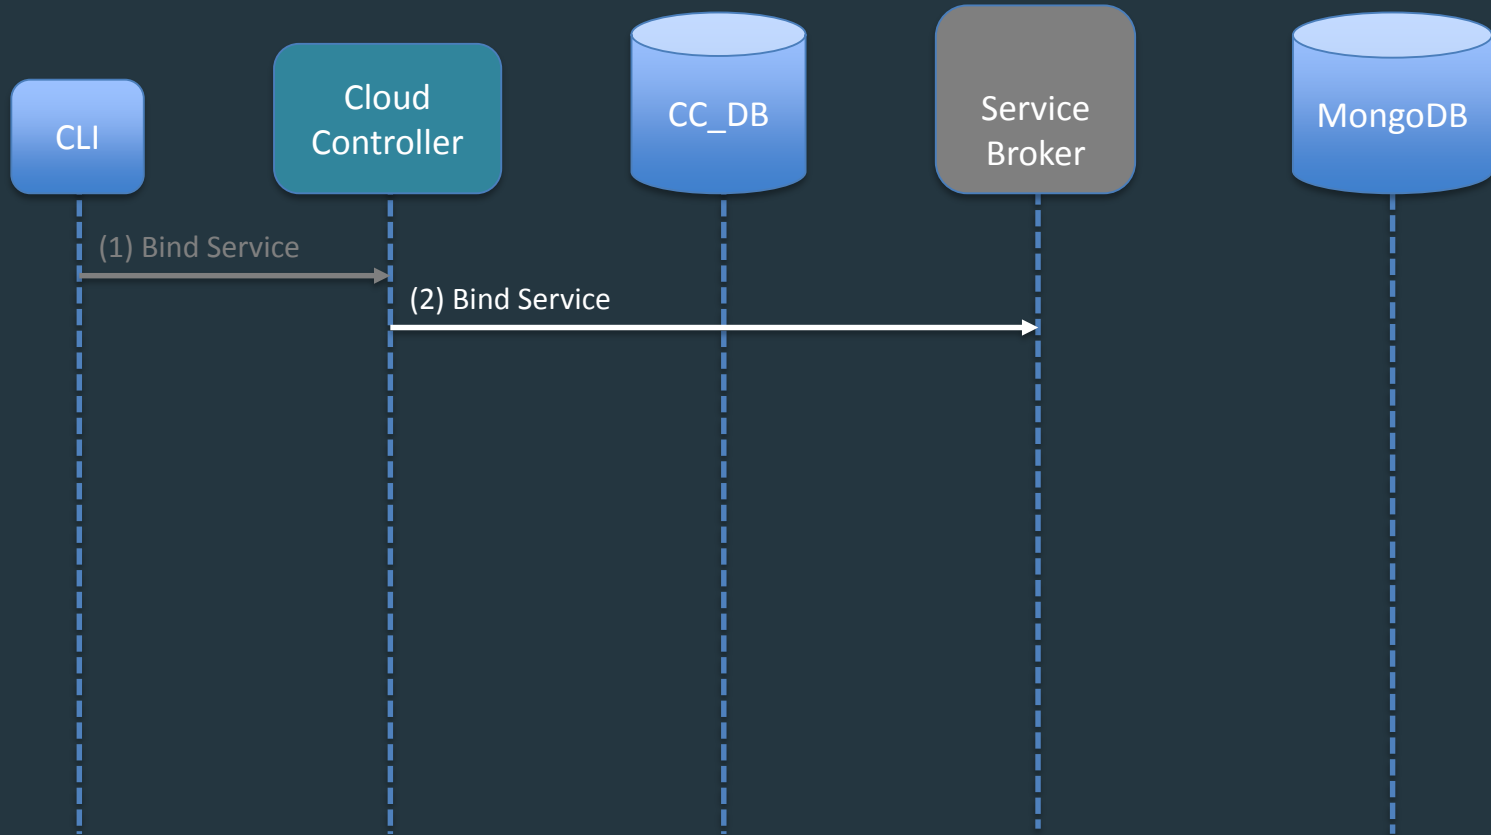 CLI
Cloud
Controller
CC_DB
Service
Broker
MongoDB
(1) Bind Service
(2) Bind Service